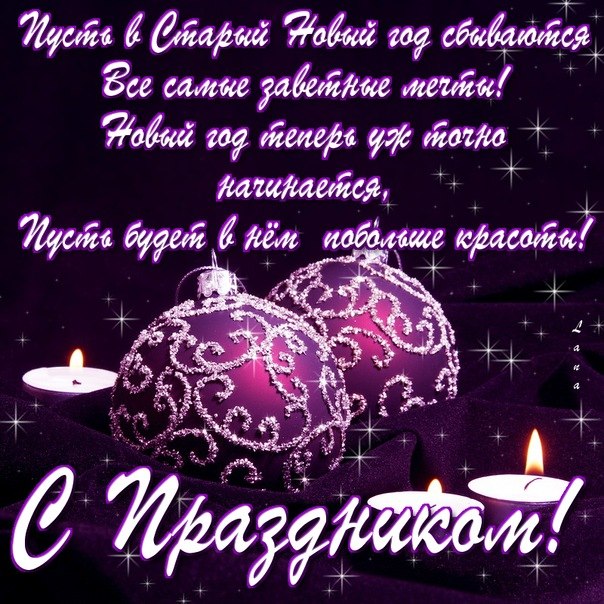 Пусть в Старый Новый год сбываются
Все самые заветные мечты!
Новый год теперь уж точно
начинается,
Пусть будет в нём побольше красоты!
Lana
С Праздником!